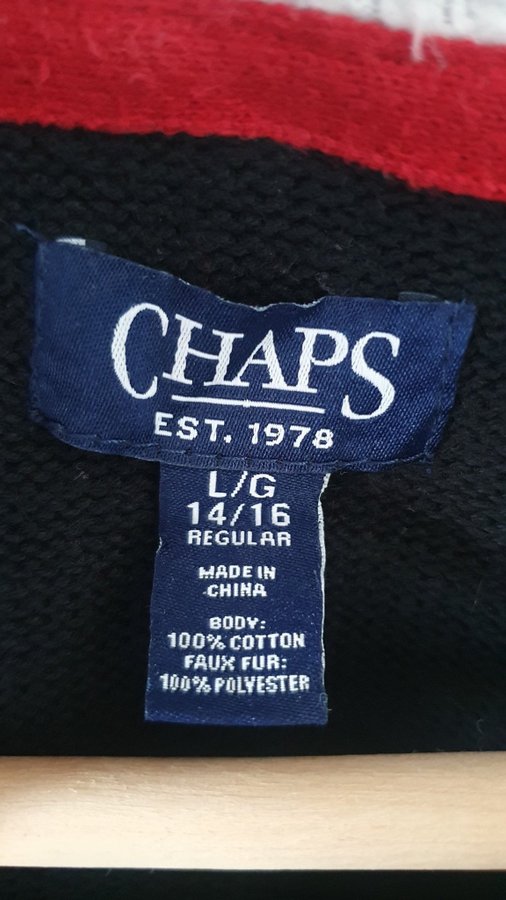 CHAPS
EST. 1978
L/G
14/16
REGULAR
MADE IN
CHINA
BODY:
100% COTTON
FAUX FUR:
100% POLYESTER